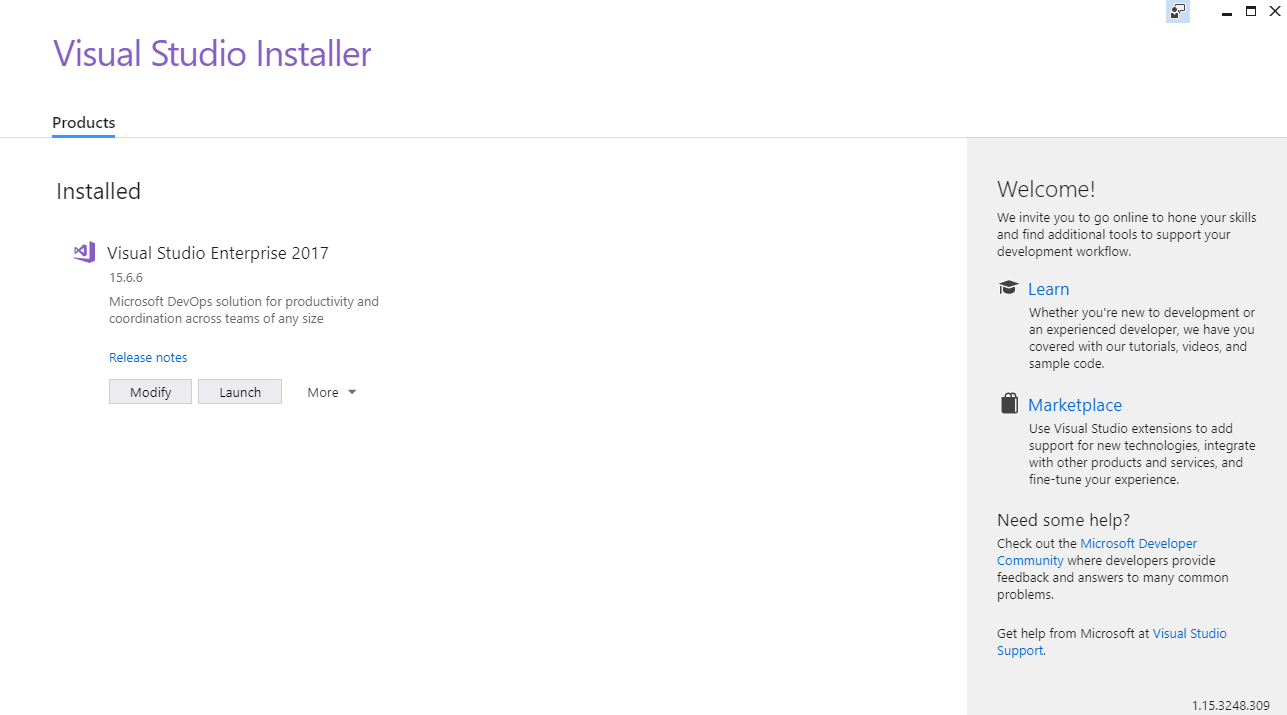 Visual Studio Installer
Products
Installed
Visual Studio Enterprise 2017
15.6.6
Microsoft DevOps solution for productivity and
coordination across teams of any size
Release notes
Modify
Launch
More
Welcome!
We invite you to go online to hone your skills
and find additional tools to support your
development workflow.
Learn
Whether you're new to development or
an experienced developer, we have you
covered with our tutorials, videos, and
sample code.
Marketplace
Use Visual Studio extensions to add
support for new technologies, integrate
with other products and services, and
fine-tune your experience.
Need some help?
Check out the Microsoft Developer
Community where developers provide
feedback and answers to many common
problems.
Get help from Microsoft at Visual Studio
Support.
1.15.3248.309